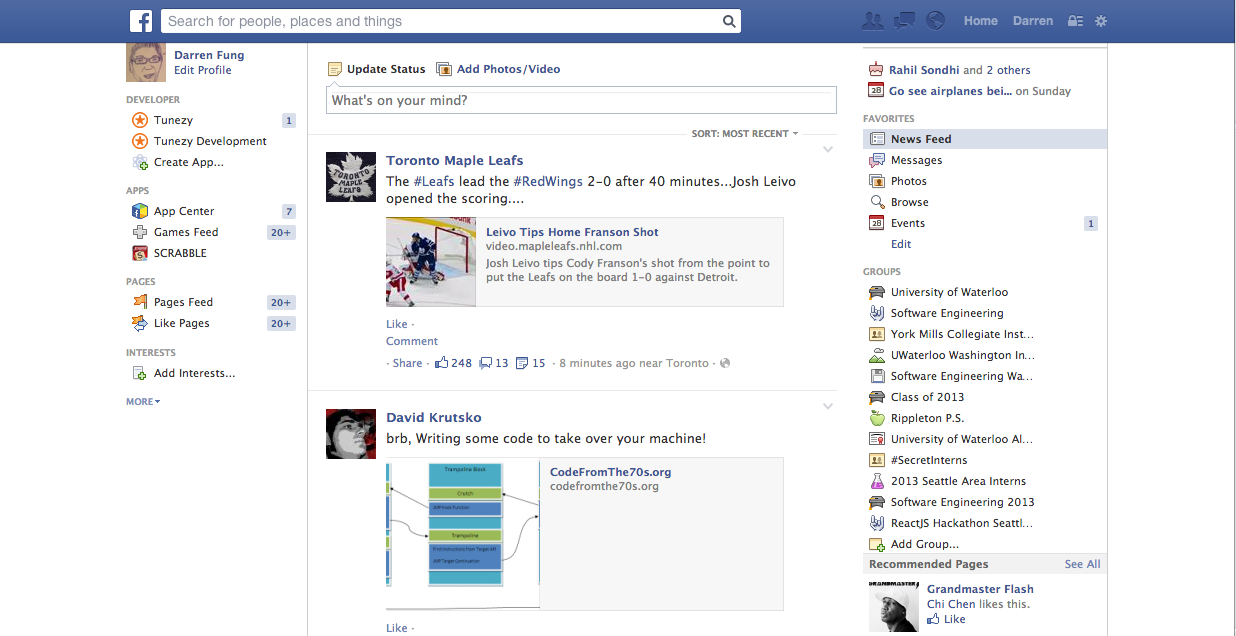 Search for people, places and things
Home
Darren
Darren Fung
Edit Profile
DEVELOPER
Tunezy 1
Tunezy Development
Create App...
APPS
App Center 7
Games Feed 20+
SCRABBLE
PAGES
Pages Feed 20+
Like Pages 20+
INTERESTS
Add Interests...
MORE
Update Status Add Photos/Video
What's on your mind?
SORT: MOST RECENT
TORONTO
MAPLE
LEAFS
Toronto Maple Leafs
The #Leafs lead the #RedWings 2-0 after 40 minutes...Josh Leivo
opened the scoring....
Leivo Tips Home Franson Shot
video.mapleleafs.nhl.com
Josh Leivo tips Cody Franson's shot from the point to
put the Leafs on the board 1-0 against Detroit.
Like ·
Comment
· Share · 248 13 15 · 8 minutes ago near Toronto ·
David Krutsko
brb, Writing some code to take over your machine!
Trampoline Block
Crutch
Trampoline
CodeFromThe70s.org
codefromthe70s.org
Like ·
Rahil Sondhi and 2 others
28 Go see airplanes bei... on Sunday
FAVORITES
News Feed
Messages
Photos
Browse
28 Events 1
Edit
GROUPS
University of Waterloo
Software Engineering
York Mills Collegiate Inst...
UWaterloo Washington In...
Software Engineering Wa...
Class of 2013
Rippleton P.S.
University of Waterloo Al...
#SecretInterns
2013 Seattle Area Interns
Software Engineering 2013
ReactJS Hackathon Seattl...
Add Group...
Recommended Pages See All
GRANDMASTER
Grandmaster Flash
Chi Chen likes this.
Like